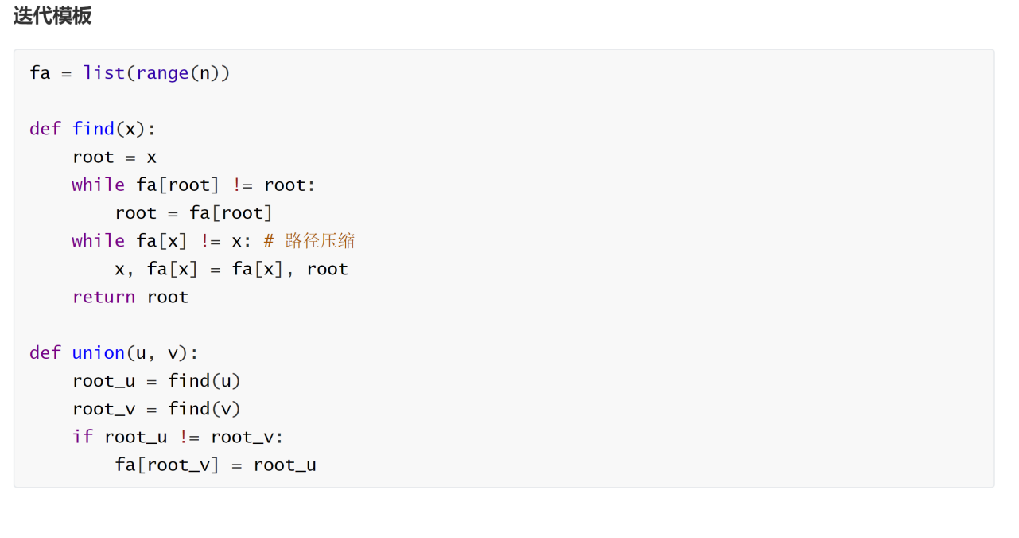 迭代模板
fa = list(range(n))
def find(x):
    root = x
    while fa[root] != root:
        root = fa[root]
    while fa[x] != x: # 路径压缩
        x, fa[x] = fa[x], root
    return root
def union(u, v):
    root_u = find(u)
    root_v = find(v)
    if root_u != root_v:
        fa[root_v] = root_u